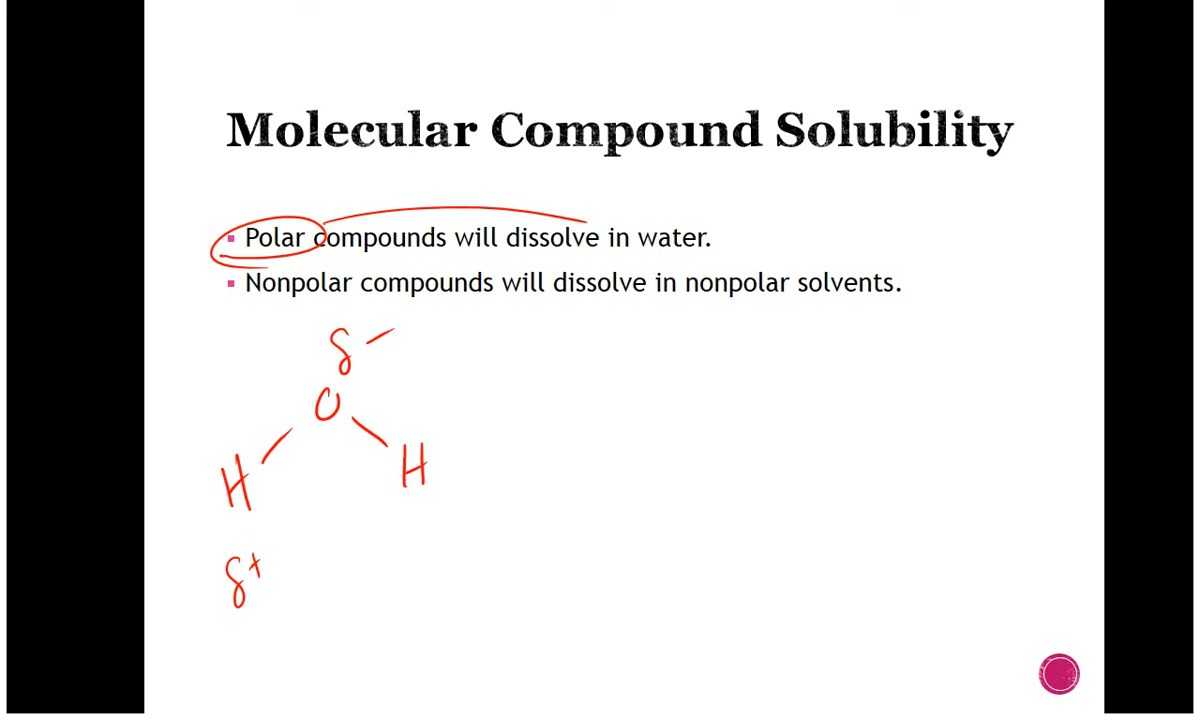 Molecular Compound Solubility
▪ Polar compounds will dissolve in water.
▪ Nonpolar compounds will dissolve in nonpolar solvents.
δ −
O
H H
δ+